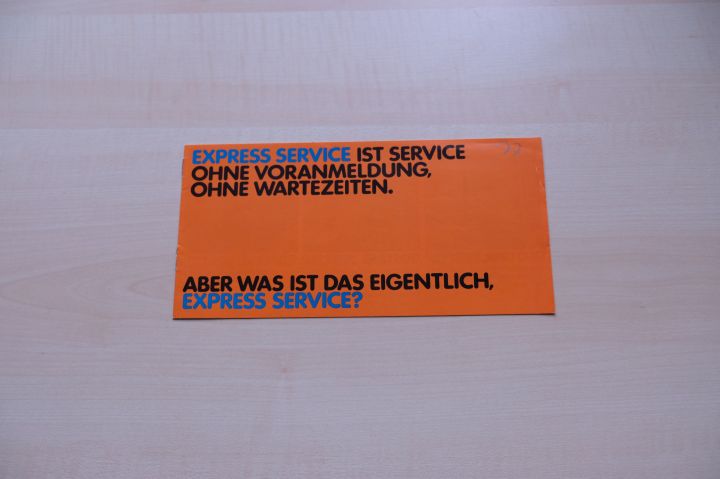 EXPRESS SERVICE IST SERVICE
OHNE VORANMELDUNG,
OHNE WARTEZEITEN.
ABER WAS IST DAS EIGENTLICH,
EXPRESS SERVICE?